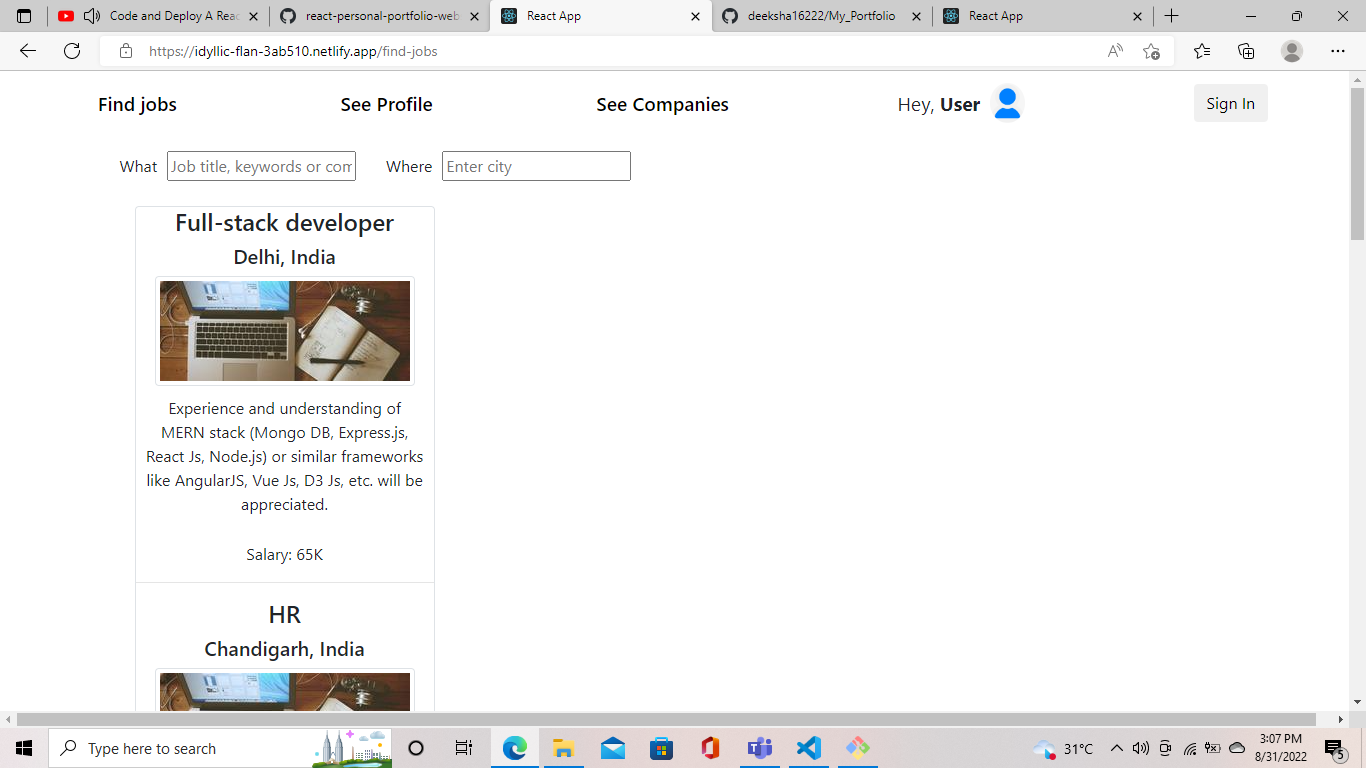 Code and Deploy A Reac
react-personal-portfolio-web
React App
deeksha16222/My_Portfolio
React App
https://idyllic-flan-3ab510.netlify.app/find-jobs
Find jobs
See Profile
See Companies
Hey, User
Sign In
What
Job title, keywords or com
Where
Enter city
Full-stack developer
Delhi, India
Experience and understanding of
MERN stack (Mongo DB, Express.js,
React Js, Node.js) or similar frameworks
like AngularJS, Vue Js, D3 Js, etc. will be
appreciated.
Salary: 65K
HR
Chandigarh, India
Type here to search
31°C
3:07 PM
8/31/2022
5